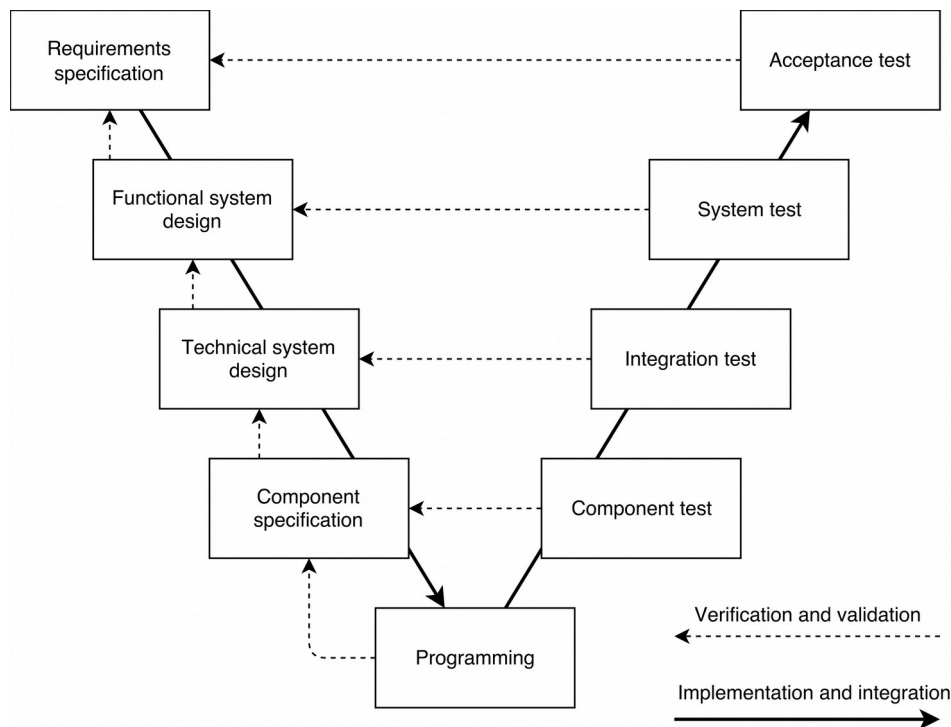 Requirements
specification
Acceptance test
Functional system
design
System test
Technical system
design
Integration test
Component
specification
Component test
Programming
Verification and validation
Implementation and integration